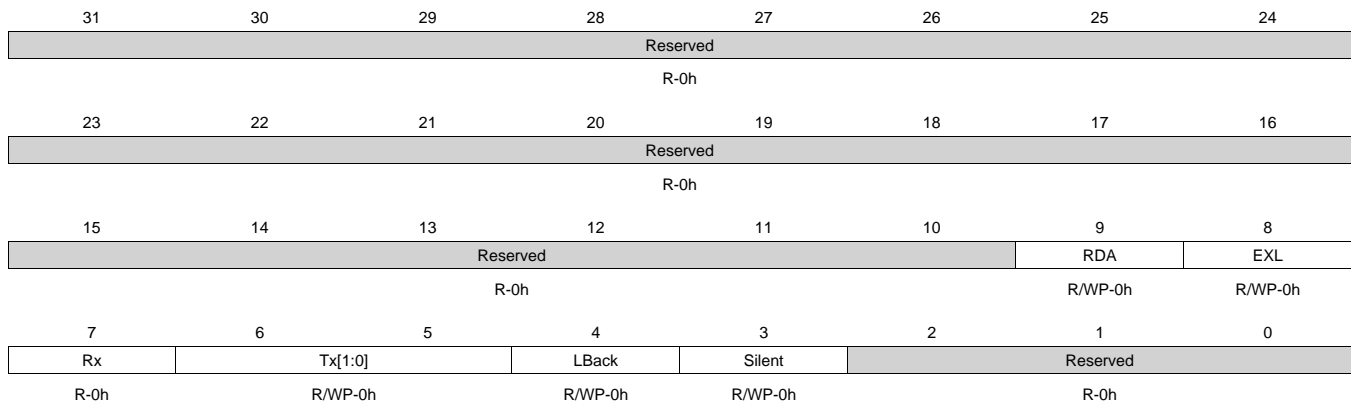 31 30 29 28 27 26 25 24
Reserved
R-0h
23 22 21 20 19 18 17 16
Reserved
R-0h
15 14 13 12 11 10 9 8
Reserved RDA EXL
R-0h R/WP-0h R/WP-0h
7 6 5 4 3 2 1 0
Rx Tx[1:0] LBack Silent Reserved
R-0h R/WP-0h R/WP-0h R/WP-0h R-0h